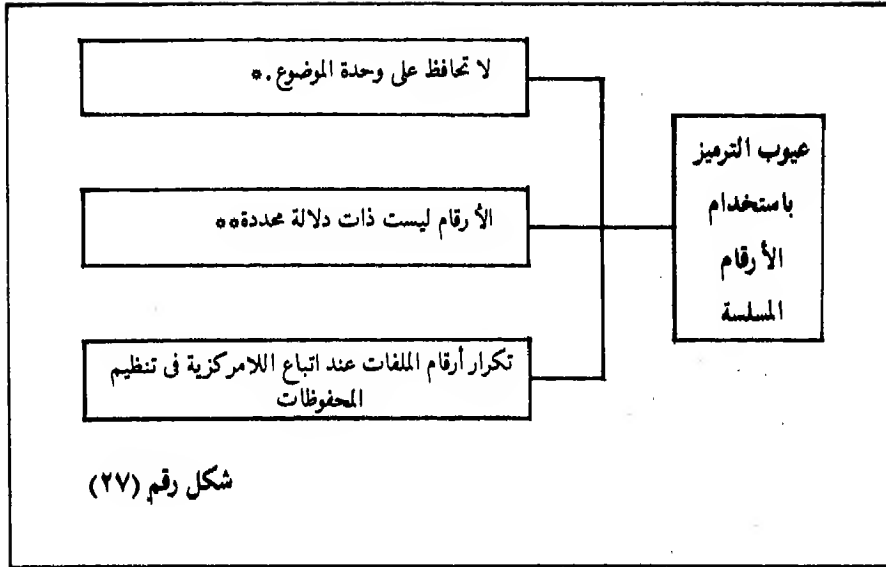 عيوب الترميز
باستخدام
الأرقام
المسلسة
لا تحافظ على وحدة الموضوع.*
الأرقام ليست ذات دلالة محددة**
تكرار أرقام الملفات عند اتباع اللامركزية فى تنظيم
المحفوظات
شكل رقم (٢٧)